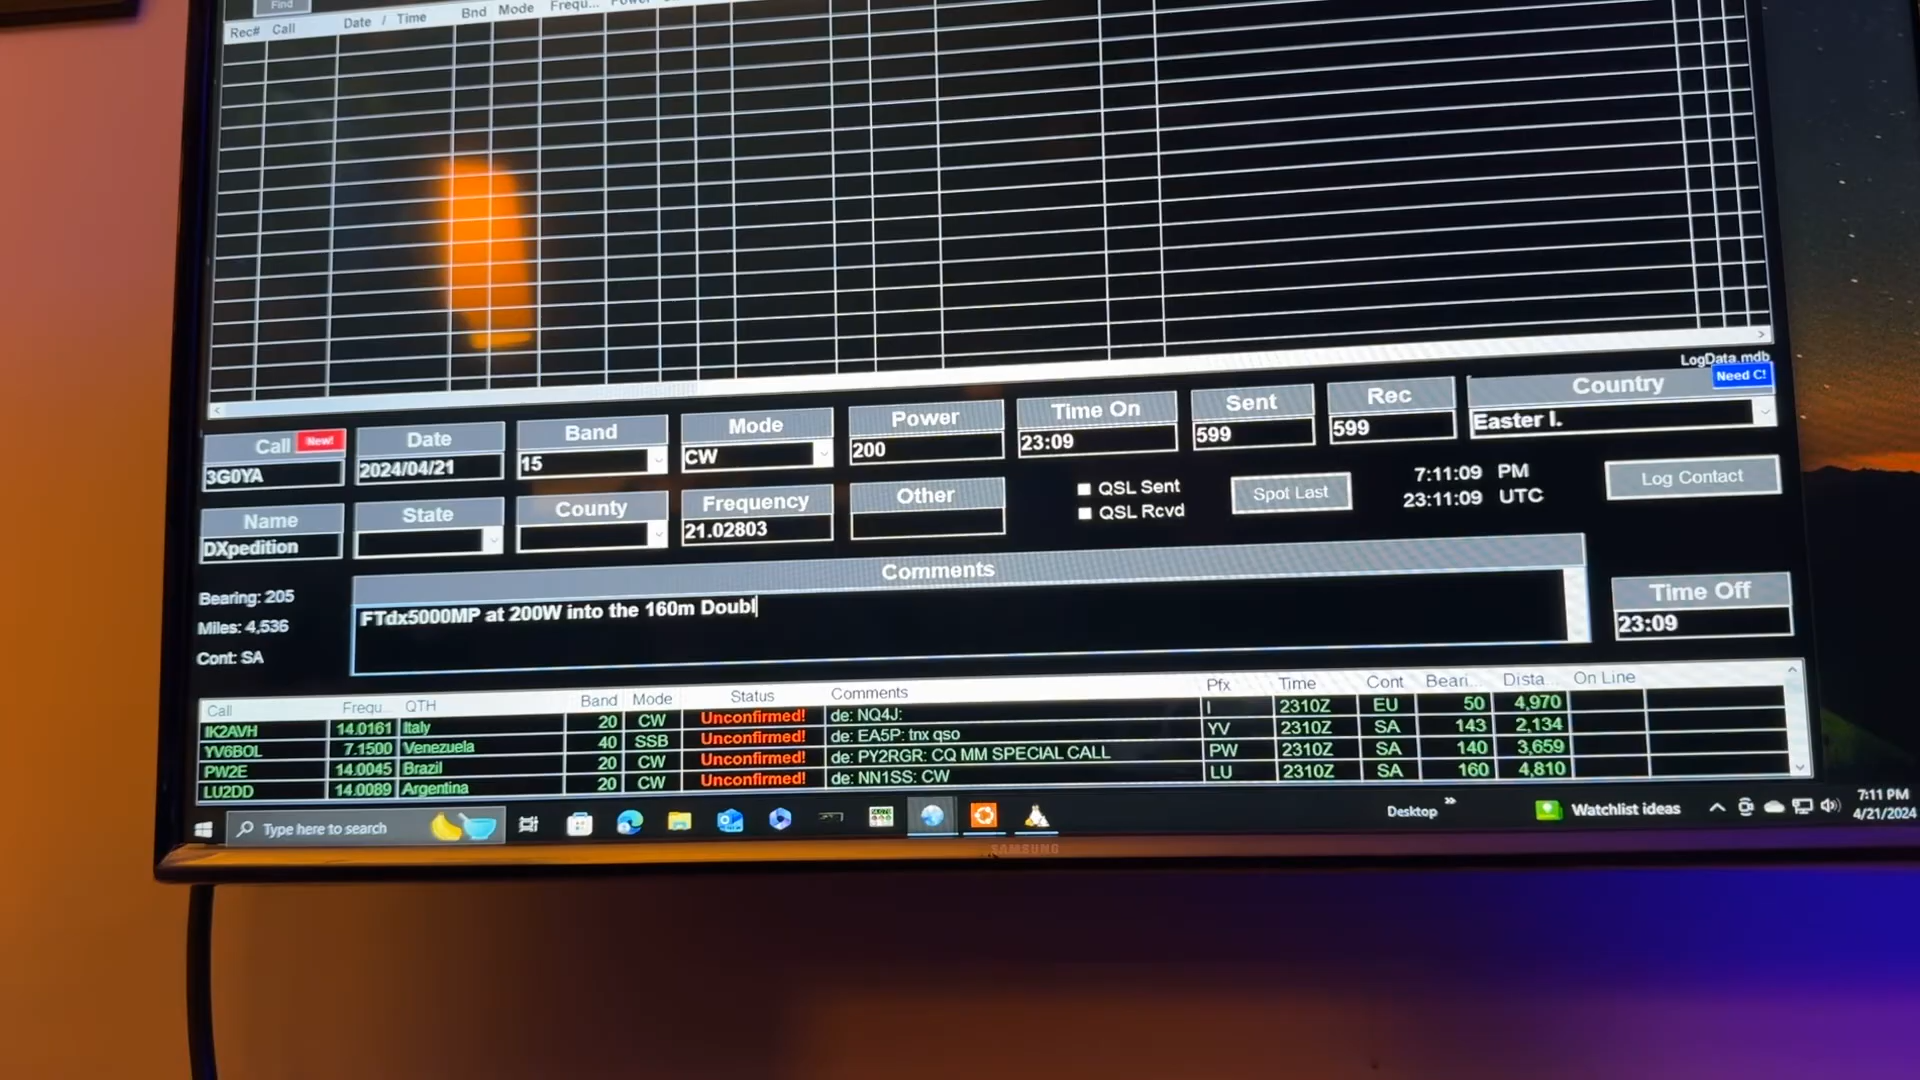 Find
Rec# Call Date / Time Bnd Mode Frequ... Power
LogData.mdb
Need C!
Call New! Date Band Mode Power Time On Sent Rec Country
3G0YA 2024/04/21 15 CW 200 23:09 599 599 Easter I.
Name State County Frequency Other QSL Sent Spot Last 7:11:09 PM Log Contact
QSL Rcvd 23:11:09 UTC
DXpedition 21.02803
Comments
Bearing: 205 FTdx5000MP at 200W into the 160m Doubl Time Off
Miles: 4,536 23:09
Cont: SA
Call Frequ... QTH Band Mode Status Comments Pfx Time Cont Beari... Dista... On Line
IK2AVH 14.0161 Italy 20 CW Unconfirmed! de: NQ4J: I 2310Z EU 50 4,970
YV6BOL 7.1500 Venezuela 40 SSB Unconfirmed! de: EA5P: tnx qso YV 2310Z SA 143 2,134
PW2E 14.0045 Brazil 20 CW Unconfirmed! de: PY2RGR: CQ MM SPECIAL CALL PW 2310Z SA 140 3,659
LU2DD 14.0089 Argentina 20 CW Unconfirmed! de: NN1SS: CW LU 2310Z SA 160 4,810
Type here to search Desktop Watchlist ideas 7:11 PM
4/21/2024
SAMSUNG